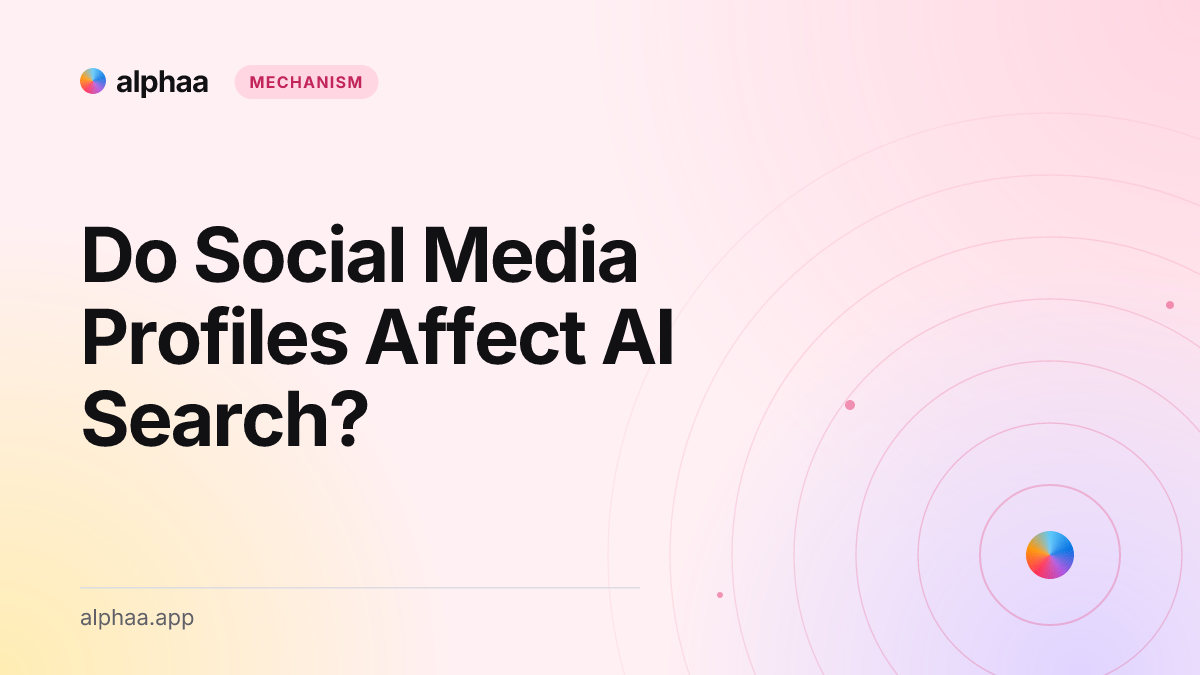 alphaa
MECHANISM
Do Social Media
Profiles Affect AI
Search?
alphaa.app